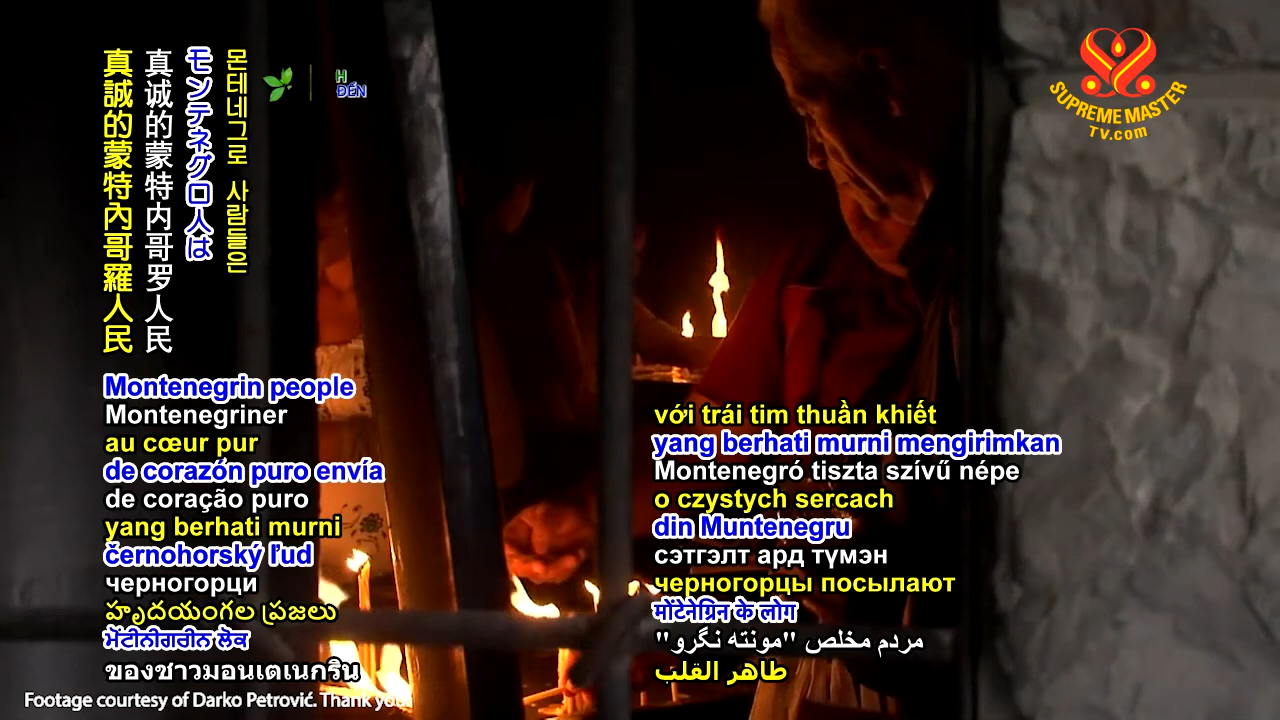 真誠的蒙特內哥羅人民
真诚的蒙特内哥罗人民
モンテネグロ人は
몬테네그로 사람들은
H
ĐẾN
SUPREME MASTER
TV.com
Montenegrin people
Montenegriner
au cœur pur
de corazőn puro envía
de coração puro
yang berhati murni
černohorský ľud
черногорци
హృదయంగల ప్రజలు
ਮੋਂਟੀਨੀਗਰੀਨ ਲੋਕ
ของชาวมอนเตเนกริน
với trái tim thuần khiết
yang berhati murni mengirimkan
Montenegró tiszta szívű népe
o czystych sercach
din Muntenegru
сэтгэлт ард түмэн
черногорцы посылают
मोंटेनेग्रिन के लोग
مردم مخلص "مونته نگرو"
طاهر القلب
Footage courtesy of Darko Petrović. Thank you!